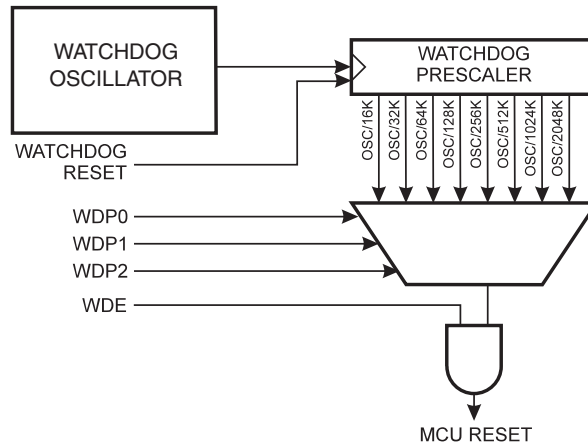 WATCHDOG
OSCILLATOR
WATCHDOG
PRESCALER
OSC/16K
OSC/32K
OSC/64K
OSC/128K
OSC/256K
OSC/512K
OSC/1024K
OSC/2048K
WATCHDOG
RESET
WDP0
WDP1
WDP2
WDE
MCU RESET